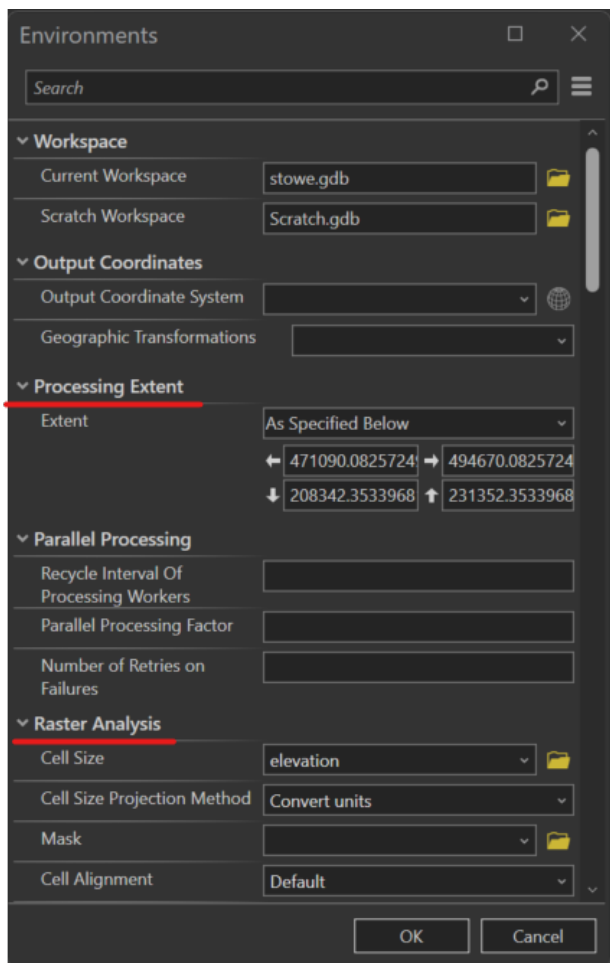 Environments
Search
Workspace
Current Workspace stowe.gdb
Scratch Workspace Scratch.gdb
Output Coordinates
Output Coordinate System
Geographic Transformations
Processing Extent
Extent As Specified Below
471090.0825724 494670.0825724
208342.3533968 231352.3533968
Parallel Processing
Recycle Interval Of
Processing Workers
Parallel Processing Factor
Number of Retries on
Failures
Raster Analysis
Cell Size elevation
Cell Size Projection Method Convert units
Mask
Cell Alignment Default
OK Cancel